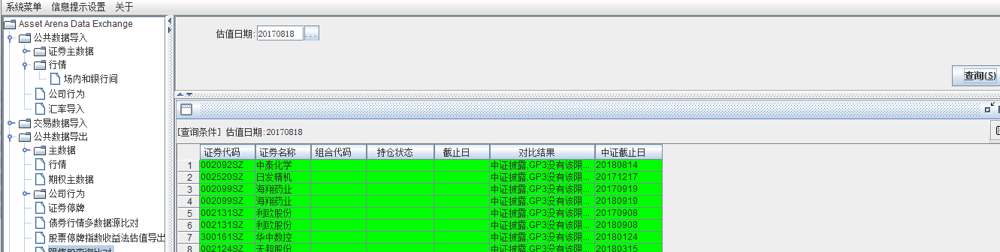 系统菜单 信息提示设置 关于
Asset Arena Data Exchange
公共数据导入
证券主数据
行情
场内和银行间
公司行为
汇率导入
交易数据导入
公共数据导出
主数据
行情
期权主数据
公司行为
证券停牌
债券行情多数据源比对
股票停牌指数收益法估值导出
估值日期: 20170818 ...
查询(S)
[查询条件] 估值日期:20170818
证券代码 证券名称 组合代码 持仓状态 截止日 对比结果 中证截止日
1 002092SZ 中泰化学 中证披露,GP3没有该限... 20180814
2 002520SZ 日发精机 中证披露,GP3没有该限... 20171217
3 002099SZ 海翔药业 中证披露,GP3没有该限... 20170919
4 002099SZ 海翔药业 中证披露,GP3没有该限... 20180919
5 002131SZ 利欧股份 中证披露,GP3没有该限... 20170908
6 002131SZ 利欧股份 中证披露,GP3没有该限... 20180908
7 300161SZ 华中数控 中证披露,GP3没有该限... 20180124
8 002124SZ 天邦股份 中证披露,GP3没有该限... 20180315